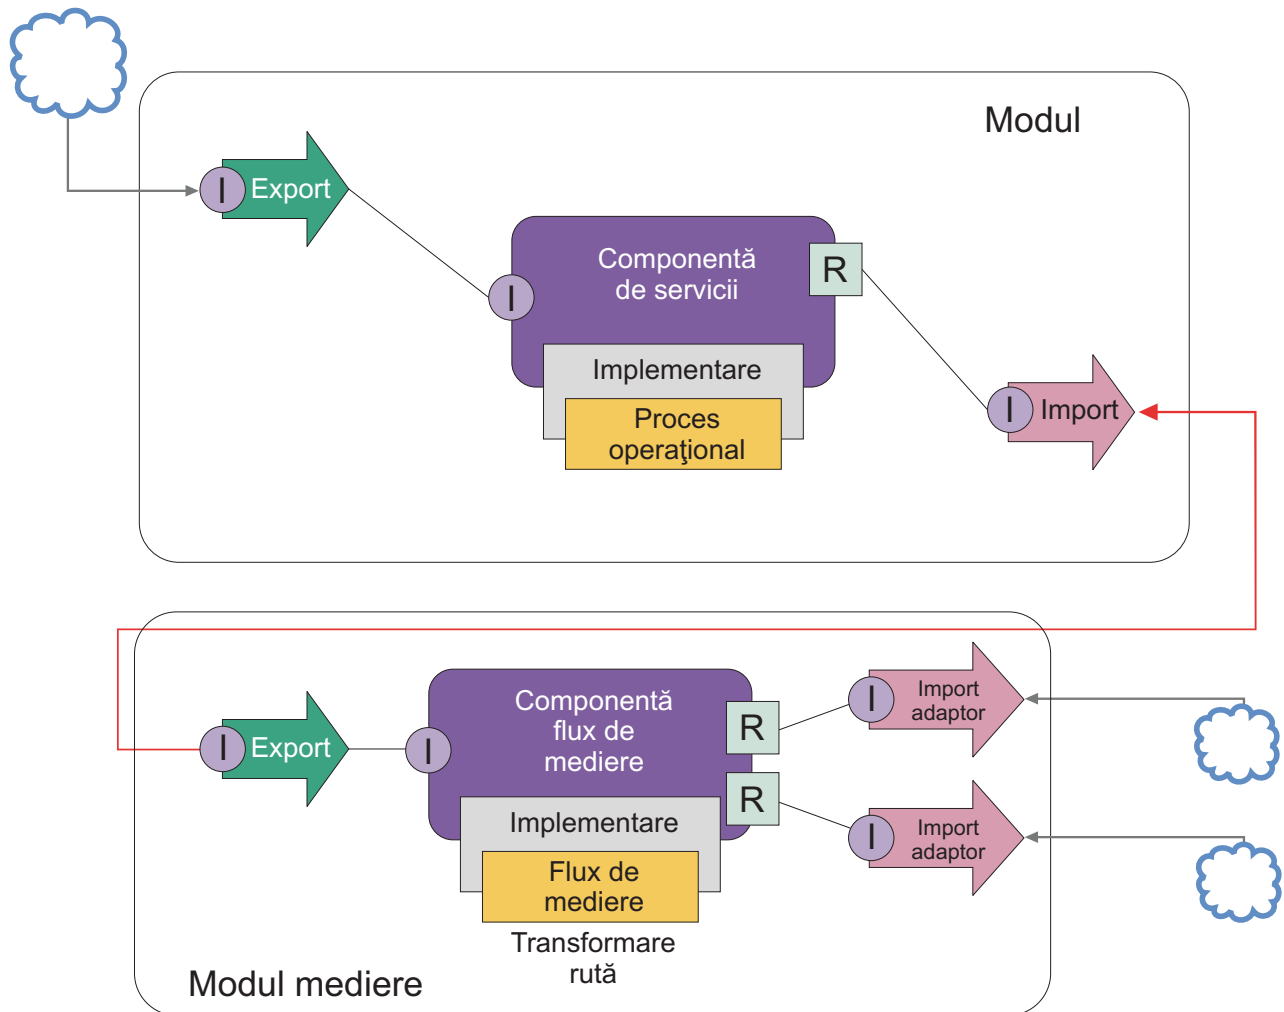 Modul
I
Export
Componentă
de servicii
R
I
Implementare
Proces
operaţional
I
Import
Componentă
flux de
mediere
I
Export
I
R
R
Implementare
Flux de
mediere
Transformare
rută
I
Import
adaptor
I
Import
adaptor
Modul mediere